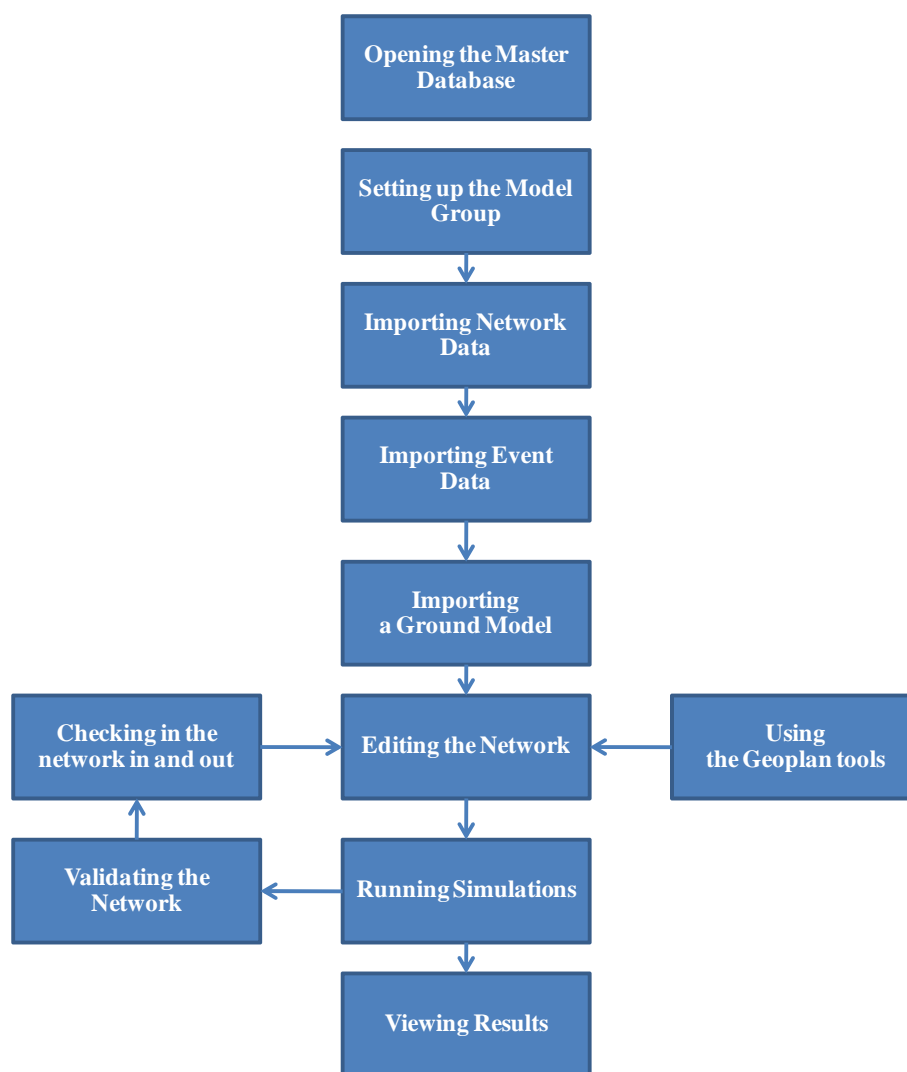 Opening the Master
Database
Setting up the Model
Group
Importing Network
Data
Importing Event
Data
Importing
a Ground Model
Checking in the
network in and out
Editing the Network
Using
the Geoplan tools
Validating the
Network
Running Simulations
Viewing Results